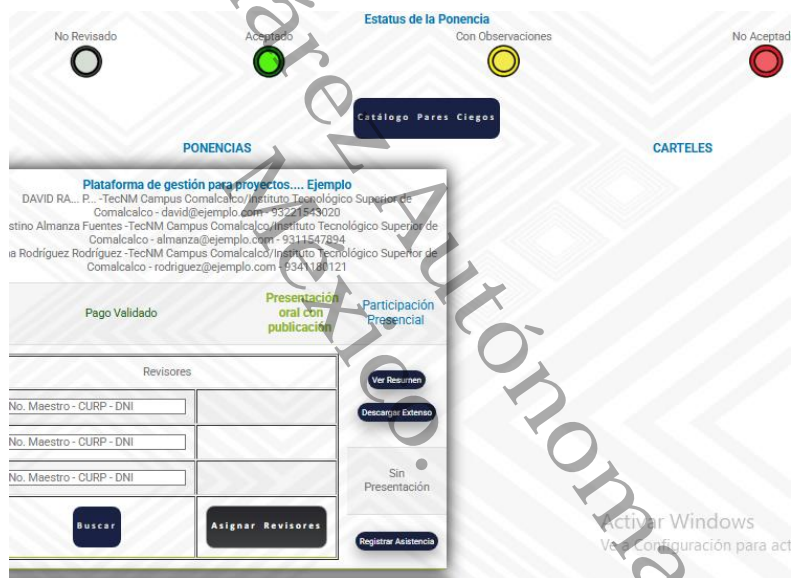 Estatus de la Ponencia
No Revisado
Aceptado
Con Observaciones
No Aceptad
Catálogo Pares Ciegos
PONENCIAS
CARTELES
Plataforma de gestión para proyectos.... Ejemplo
DAVID RA... P... -TecNM Campus Comalcalco/Instituto Tecnológico Superior de
Comalcalco - david@ejemplo.com - 93221543020
stino Almanza Fuentes -TecNM Campus Comalcalco/Instituto Tecnológico Superior de
Comalcalco - almanza@ejemplo.com - 9311547894
a Rodríguez Rodríguez -TecNM Campus Comalcalco/Instituto Tecnológico Superior de
Comalcalco - rodriguez@ejemplo.com - 9341180121
Pago Validado
Presentación
oral con
publicación
Participación
Presencial
Revisores
No. Maestro - CURP - DNI
No. Maestro - CURP - DNI
No. Maestro - CURP - DNI
Buscar
Asignar Revisores
Ver Resumen
Descargar Extenso
Sin
Presentación
Registrar Asistencia
árez Autónoma
México.
Activar Windows
Ve a Configuración para act